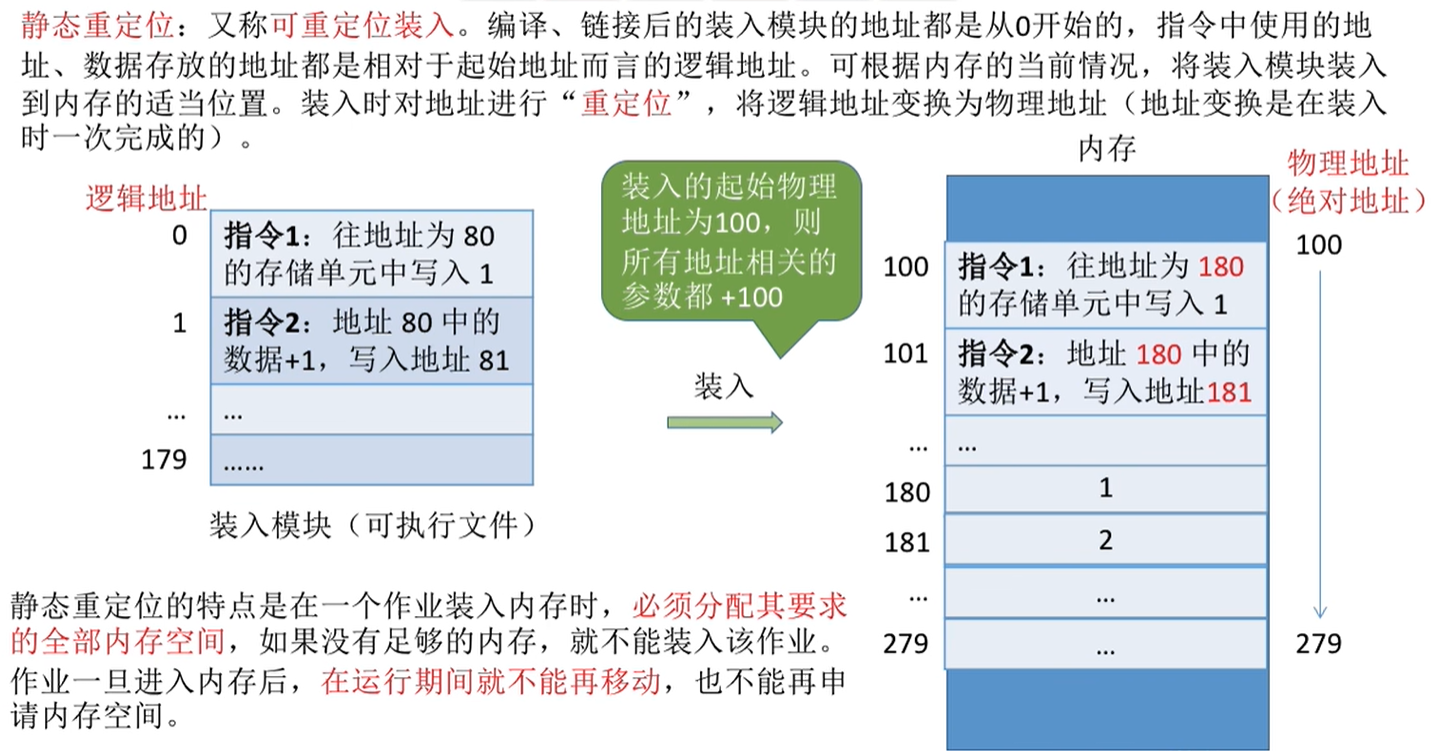 静态重定位：又称可重定位装入。编译、链接后的装入模块的地址都是从0开始的，指令中使用的地
址、数据存放的地址都是相对于起始地址而言的逻辑地址。可根据内存的当前情况，将装入模块装入
到内存的适当位置。装入时对地址进行“重定位”，将逻辑地址变换为物理地址（地址变换是在装入
时一次完成的）。
逻辑地址
0
指令1：往地址为 80
的存储单元中写入 1
1
指令2：地址 80 中的
数据+1，写入地址 81
...
...
179
......
装入模块（可执行文件）
装入的起始物理
地址为100，则
所有地址相关的
参数都 +100
装入
内存
物理地址
（绝对地址）
100
100
指令1：往地址为 180
的存储单元中写入 1
101
指令2：地址 180 中的
数据+1，写入地址181
...
...
180
1
181
2
...
...
279
...
279
静态重定位的特点是在一个作业装入内存时，必须分配其要求
的全部内存空间，如果没有足够的内存，就不能装入该作业。
作业一旦进入内存后，在运行期间就不能再移动，也不能再申
请内存空间。